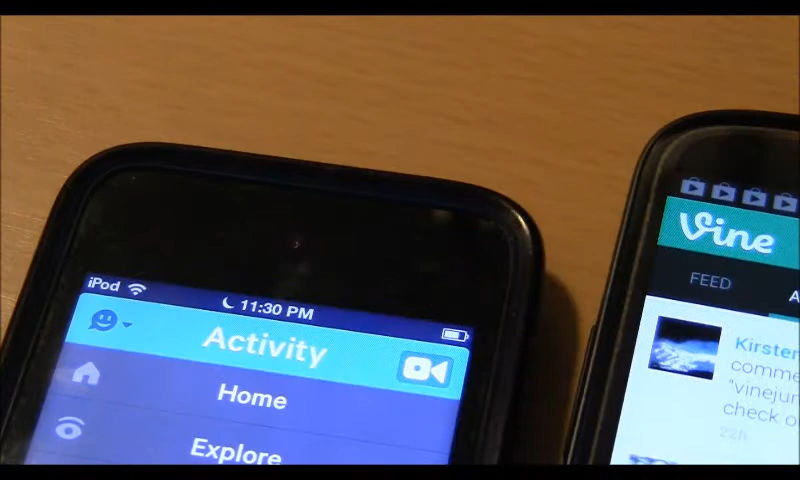 iPod 11:30 PM
Activity
Home
Explore
Vine
FEED
A
Kirsten
comme
"vinejun
check o
22h